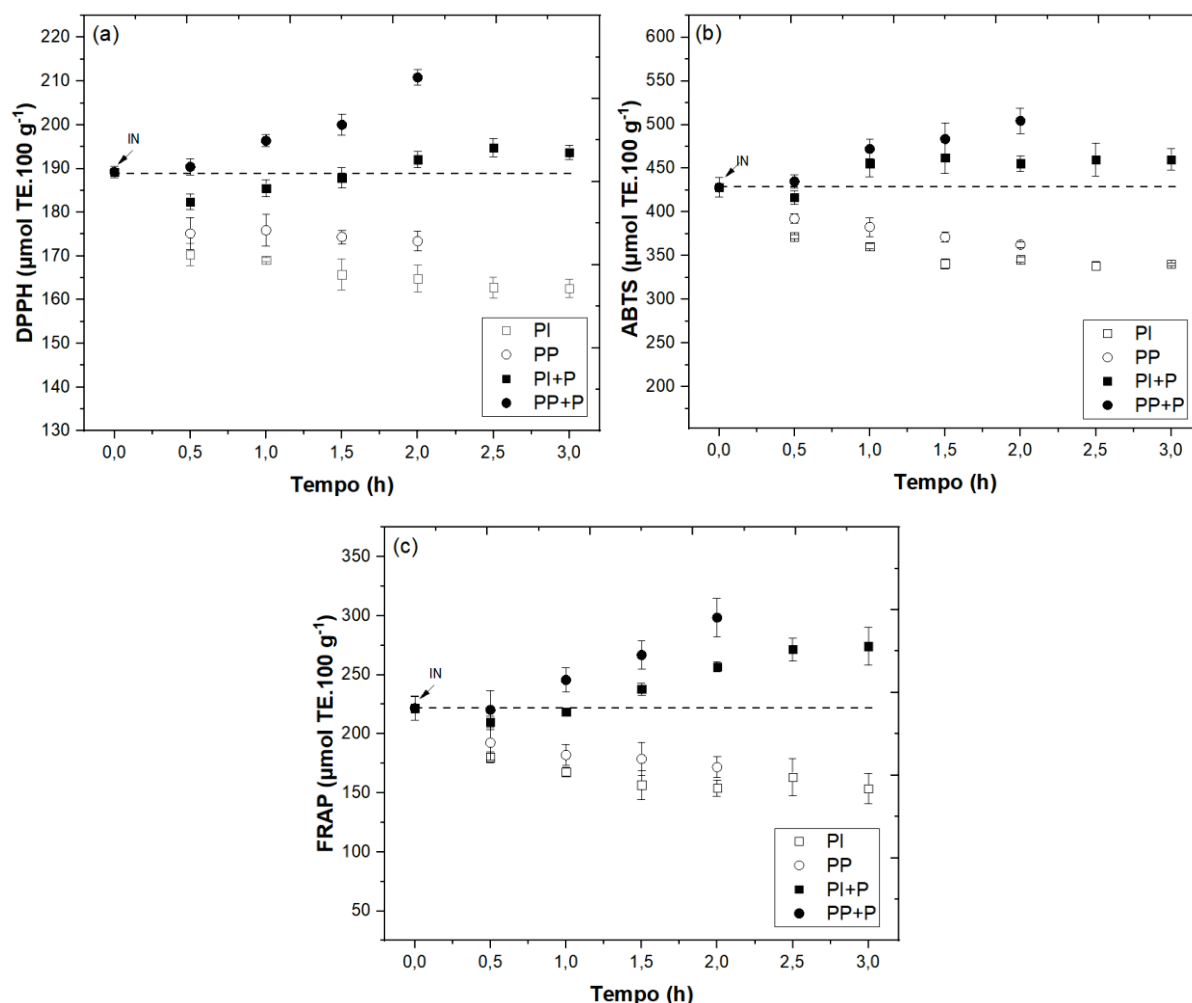 (a)
DPPH (µmol TE.100 g⁻¹)
210
200
190
180
170
160
150
140
130
IN
PI
PP
PI+P
PP+P
0,0 0,5 1,0 1,5 2,0 2,5 3,0
Tempo (h)
(b)
ABTS (µmol TE.100 g⁻¹)
600
550
500
450
400
350
300
250
IN
PI
PP
PI+P
PP+P
0,0 0,5 1,0 1,5 2,0 2,5 3,0
Tempo (h)
(c)
FRAP (µmol TE.100 g⁻¹)
350
300
250
200
150
100
50
IN
PI
PP
PI+P
PP+P
0,0 0,5 1,0 1,5 2,0 2,5 3,0
Tempo (h)